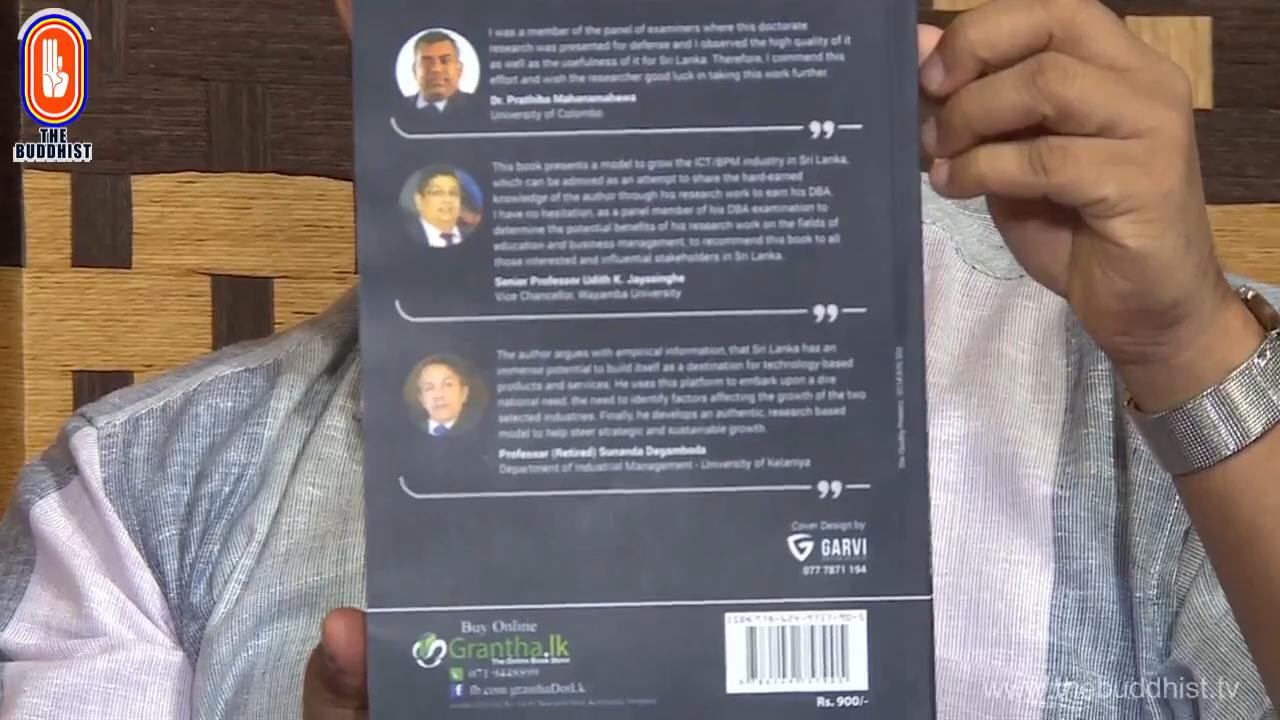 THE
BUDDHIST
I was a member of the panel of examiners where this doctorate
research was presented for defense and I observed the high quality of it
as well as the usefulness of it for Sri Lanka. Therefore, I commend this
effort and wish the researcher good luck in taking this work further.
Dr. Prathiba Mahanamahewa
University of Colombo
This book presents a model to grow the ICT/BPM industry in Sri Lanka,
which can be admired as an attempt to share the hard-earned
knowledge of the author through his research work to earn his DBA.
I have no hesitation, as a panel member of his DBA examination to
determine the potential benefits of his research work on the fields of
education and business management, to recommend this book to all
those interested and influential stakeholders in Sri Lanka.
Senior Professor Udith K. Jayasinghe
Vice Chancellor, Wayamba University
The author argues with empirical information, that Sri Lanka has an
immense potential to build itself as a destination for technology-based
products and services. He uses this platform to embark upon a dire
national need, the need to identify factors affecting the growth of the two
selected industries. Finally, he develops an authentic, research based
model to help steer strategic and sustainable growth.
Professor (Retired) Sunanda Degamboda
Department of Industrial Management - University of Kelaniya
Cover Design by
GARVI
077 7871 194
Buy Online
Grantha.lk
The Online Book Store
071 9448899
fb.com/granthaDotLk
ISBN
Rs. 900/-
www.thebuddhist.tv